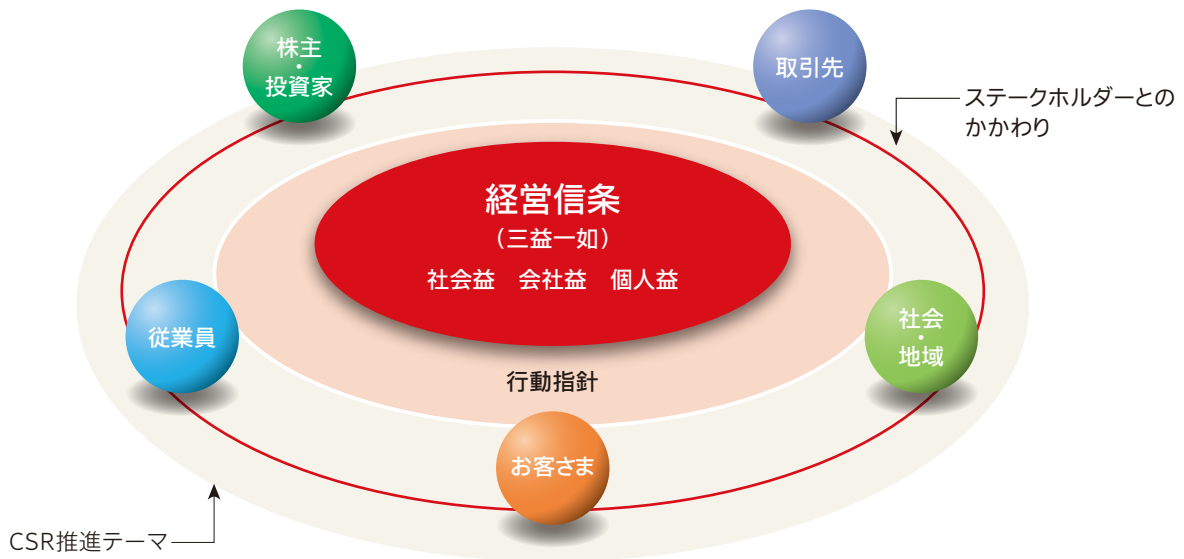 株主
・
投資家
取引先
ステークホルダーとの
かかわり
経営信条
（三益一如）
社会益　会社益　個人益
従業員
社会
・
地域
行動指針
お客さま
CSR推進テーマ